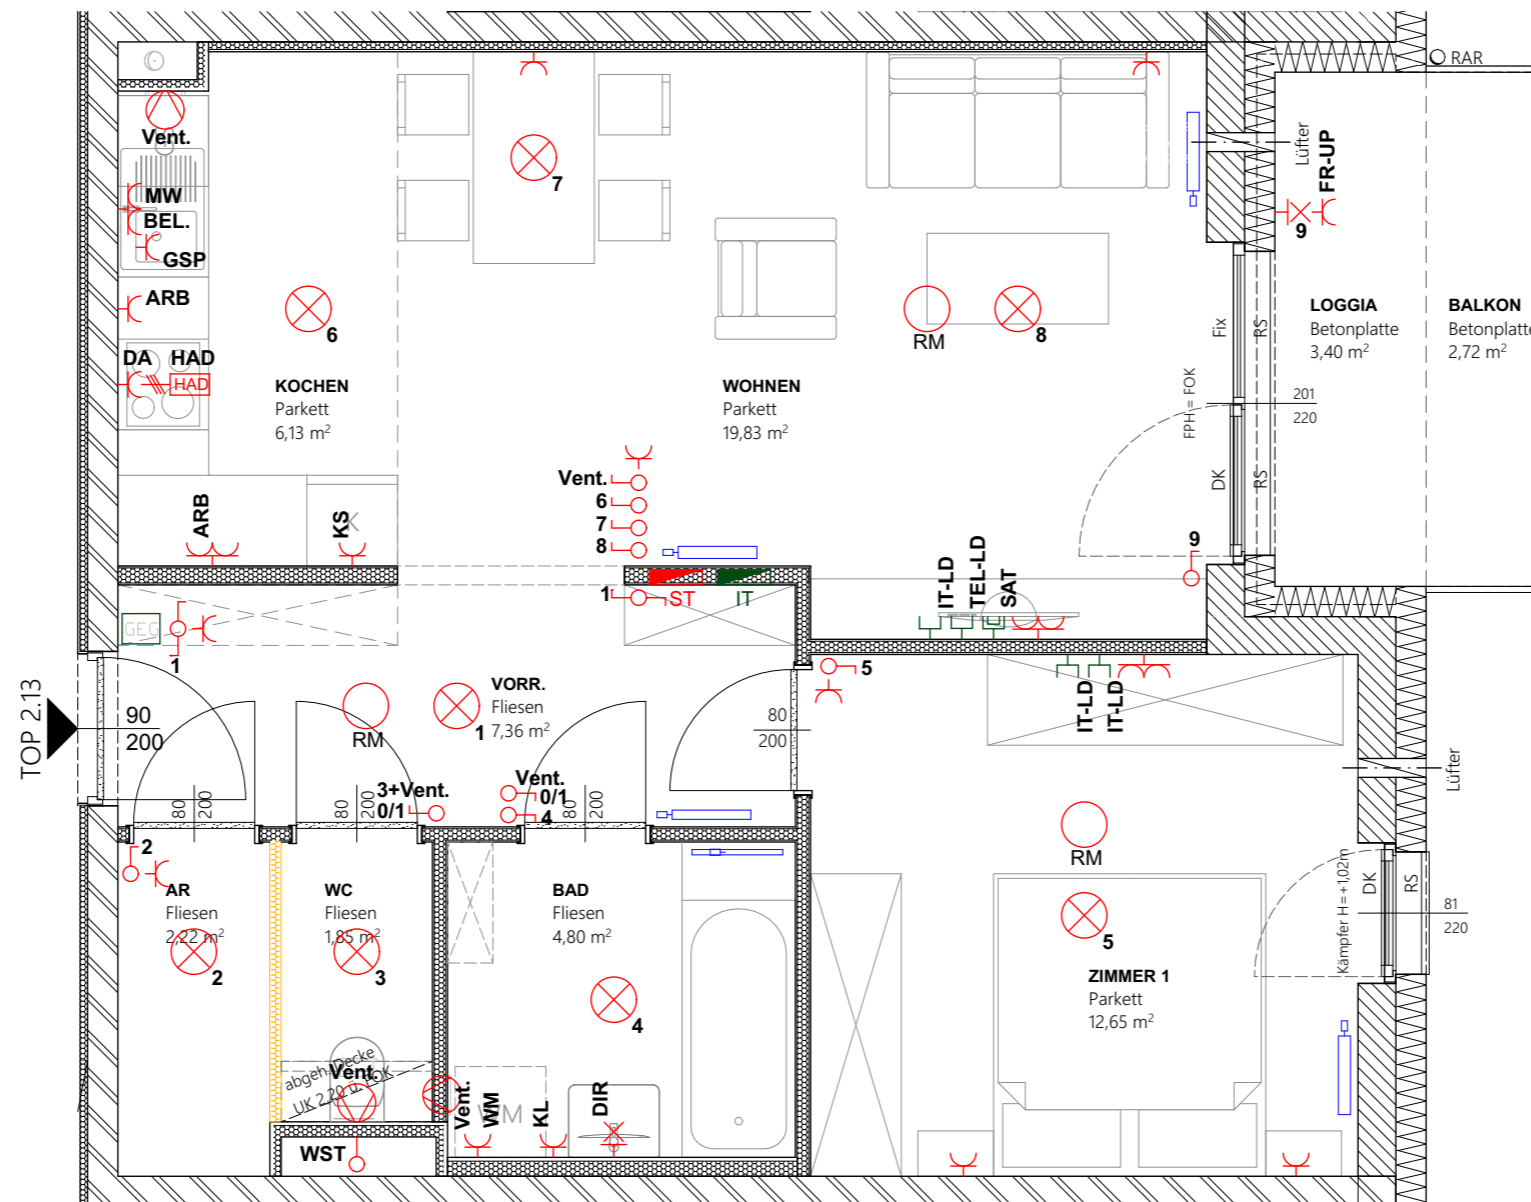 RAR
Vent.
MW
BEL.
GSP
ARB
DA
HAD
HAD
7
6
KOCHEN
Parkett
6,13 m²
WOHNEN
Parkett
19,83 m²
RM
8
Lüfter
FR-UP
9
LOGGIA
Betonplatte
3,40 m²
BALKON
Betonplatte
2,72 m²
Fix
RS
FPH = FOK
201
220
DK
RS
Vent.
6
7
8
ARB
KS
K
9
IT-LD
TEL-LD
SAT
1
ST
IT
GEG
1
5
IT-LD
IT-LD
TOP 2.13
90
200
RM
1
VORR.
Fliesen
7,36 m²
80
200
3+Vent.
0/1
Vent.
0/1
4
80
200
80
200
80
200
Lüfter
RM
2
AR
Fliesen
2,22 m²
2
WC
Fliesen
1,85 m²
3
BAD
Fliesen
4,80 m²
4
5
ZIMMER 1
Parkett
12,65 m²
Kämpfer H=+1,02m
DK
RS
81
220
abgeh. Decke
UK 2,20 ü. FOK
Vent.
Vent.
WM
WM
KL
DIR
WST